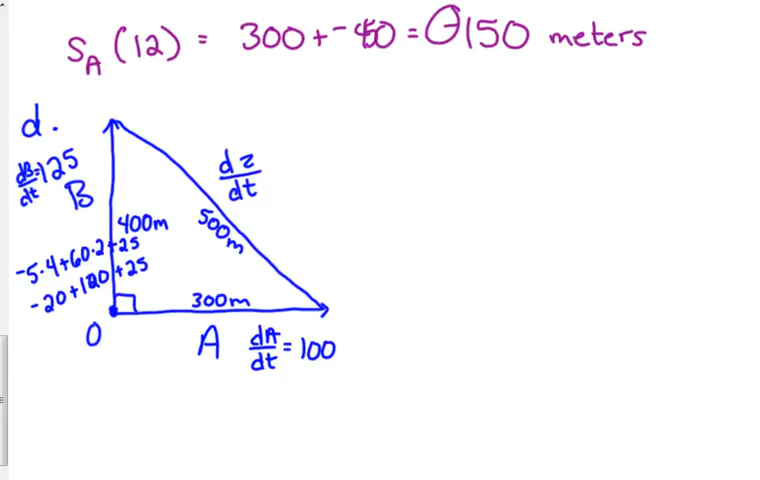 S_A (12) = 300 + -450 = -150 meters
d.
dB/dt = 125
B
dz/dt
400m
500m
-5·4+60·2+25
-20+120+25
300m
O
A dA/dt = 100